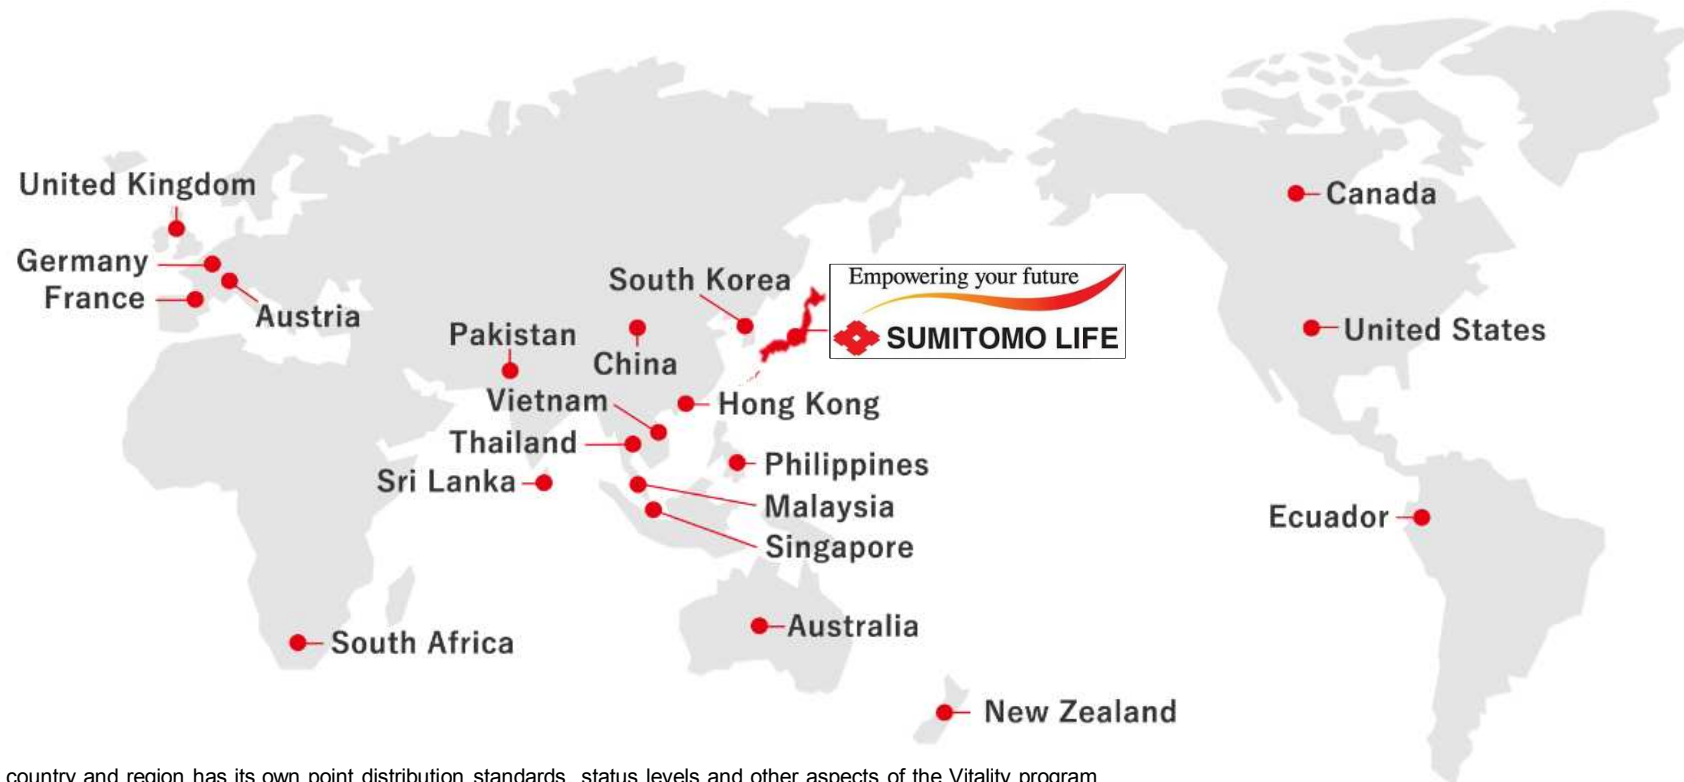 United Kingdom
Canada
Germany
South Korea
Empowering your future
France
Austria
Pakistan
China
SUMITOMO LIFE
United States
Vietnam
Hong Kong
Thailand
Philippines
Sri Lanka
Malaysia
Ecuador
Singapore
Australia
South Africa
New Zealand
country and region has its own point distribution standards, status levels and other aspects of the Vitality program